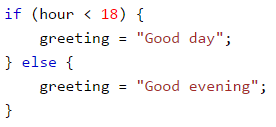 if (hour < 18) {
    greeting = "Good day";
} else {
    greeting = "Good evening";
}